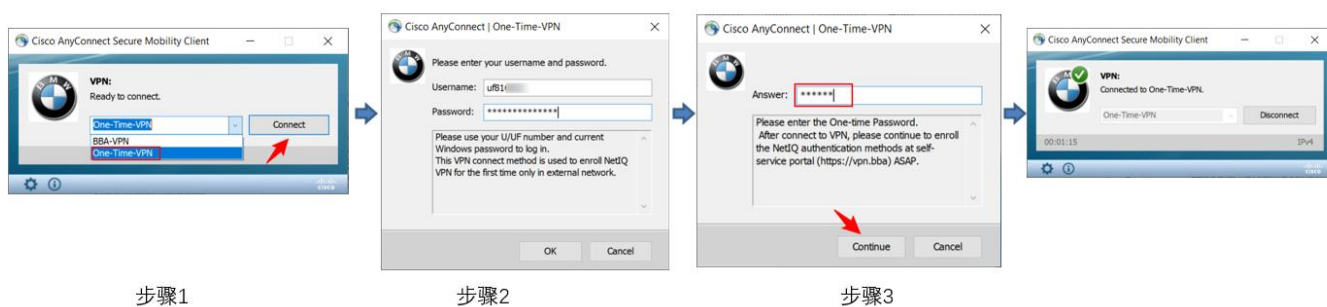 Cisco AnyConnect Secure Mobility Client
VPN:
Ready to connect.
One-Time-VPN
Connect
BBA-VPN
One-Time-VPN
cisco
Cisco AnyConnect | One-Time-VPN
Please enter your username and password.
Username: uf81
Password: **************
Please use your U/UF number and current
Windows password to log in.
This VPN connect method is used to enroll NetIQ
VPN for the first time only in external network.
OK
Cancel
Cisco AnyConnect | One-Time-VPN
Answer: ******
Please enter the One-time Password.
After connect to VPN, please continue to enroll
the NetIQ authentication methods at self-
service portal (https://vpn.bba) ASAP.
Continue
Cancel
Cisco AnyConnect Secure Mobility Client
VPN:
Connected to One-Time-VPN.
One-Time-VPN
Disconnect
00:01:15
IPv4
cisco
步骤1
步骤2
步骤3